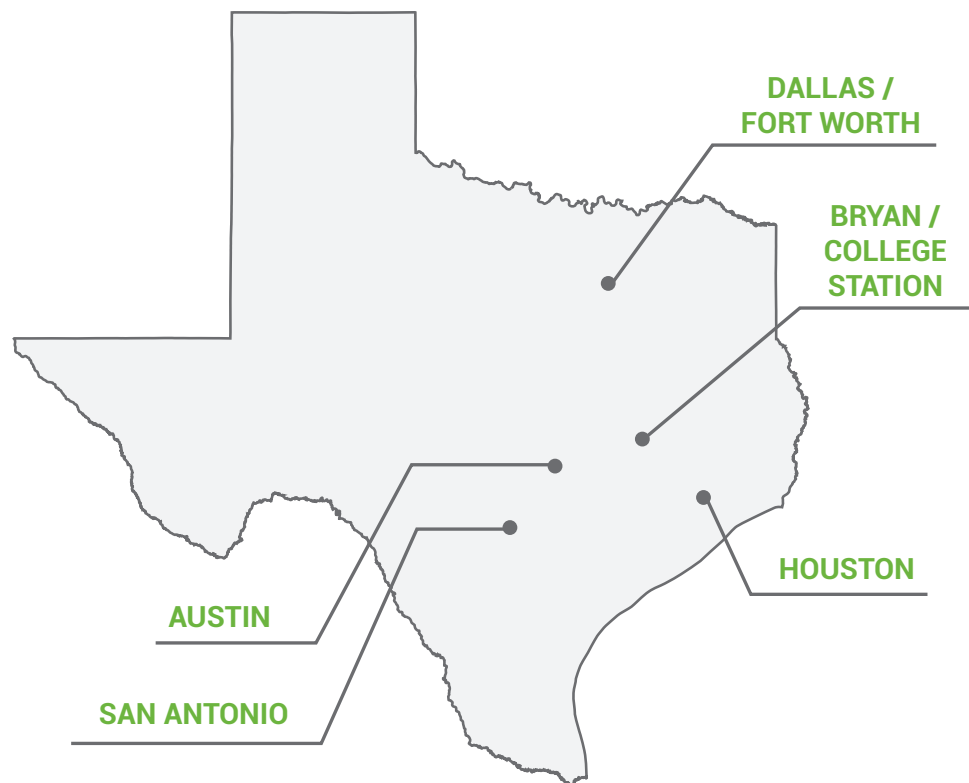 DALLAS /
FORT WORTH
BRYAN /
COLLEGE
STATION
HOUSTON
AUSTIN
SAN ANTONIO